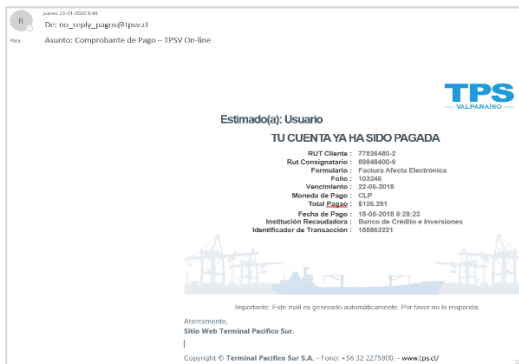 R
jueves 23-01-2020 8:48
De: no_reply_pagos@tpsv.cl
Para
Asunto: Comprobante de Pago – TPSV On-line
TPS
VALPARAÍSO
Estimado(a): Usuario
TU CUENTA YA HA SIDO PAGADA
RUT Cliente : 77826480-2
Rut Consignatario : 89848400-9
Formulario : Factura Afecta Electrónica
Folio : 103246
Vencimiento : 22-06-2018
Moneda de Pago : CLP
Total Pagao : $126.291
Fecha de Pago : 18-06-2018 9:28:23
Institución Recaudadora : Banco de Crédito e Inversiones
Identificador de Transacción : 188863221
Importante: Este mail es generado automáticamente. Por favor no lo responda
Atentamente,
Sitio Web Terminal Pacífico Sur.
Copyright © Terminal Pacífico Sur S.A. - Fono: +56 32 2275800. - www.tps.cl/